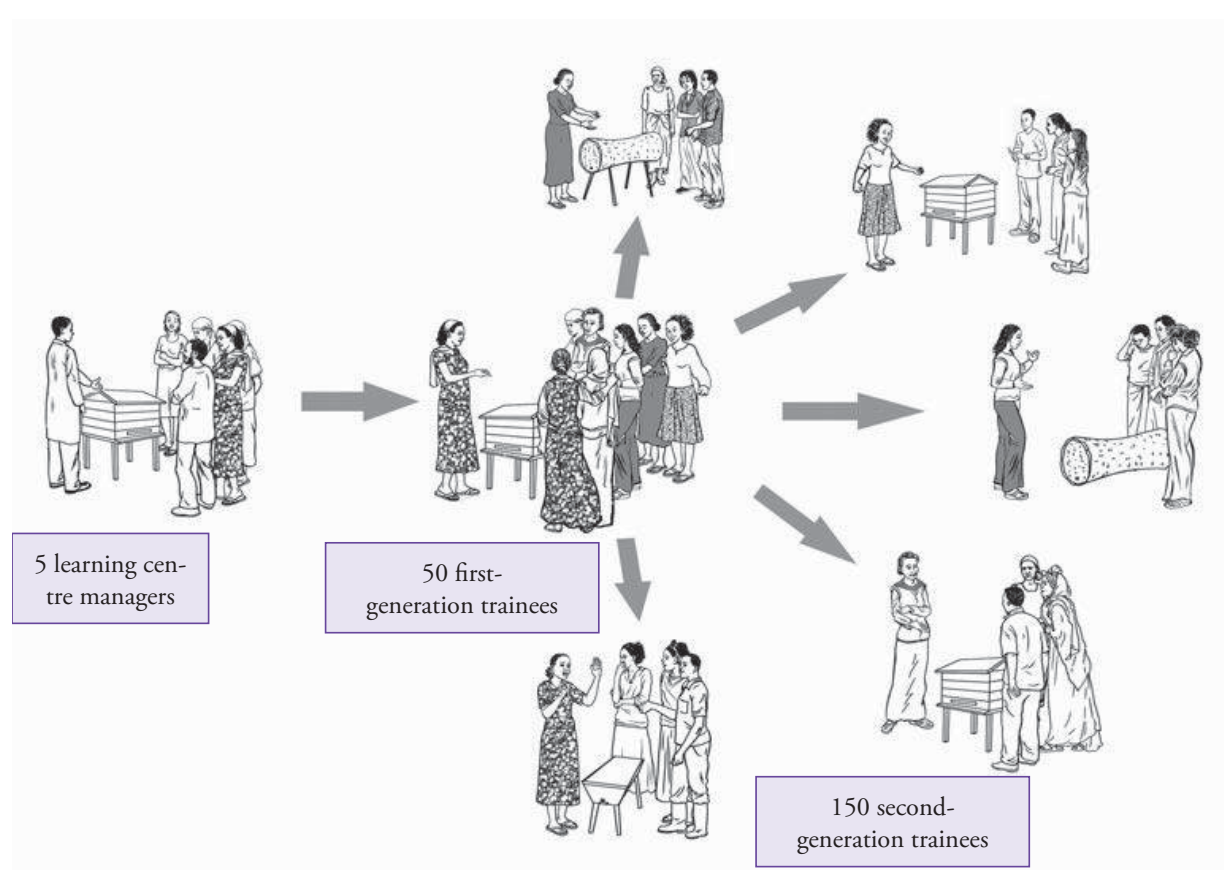 5 learning cen-
tre managers
50 first-
generation trainees
150 second-
generation trainees